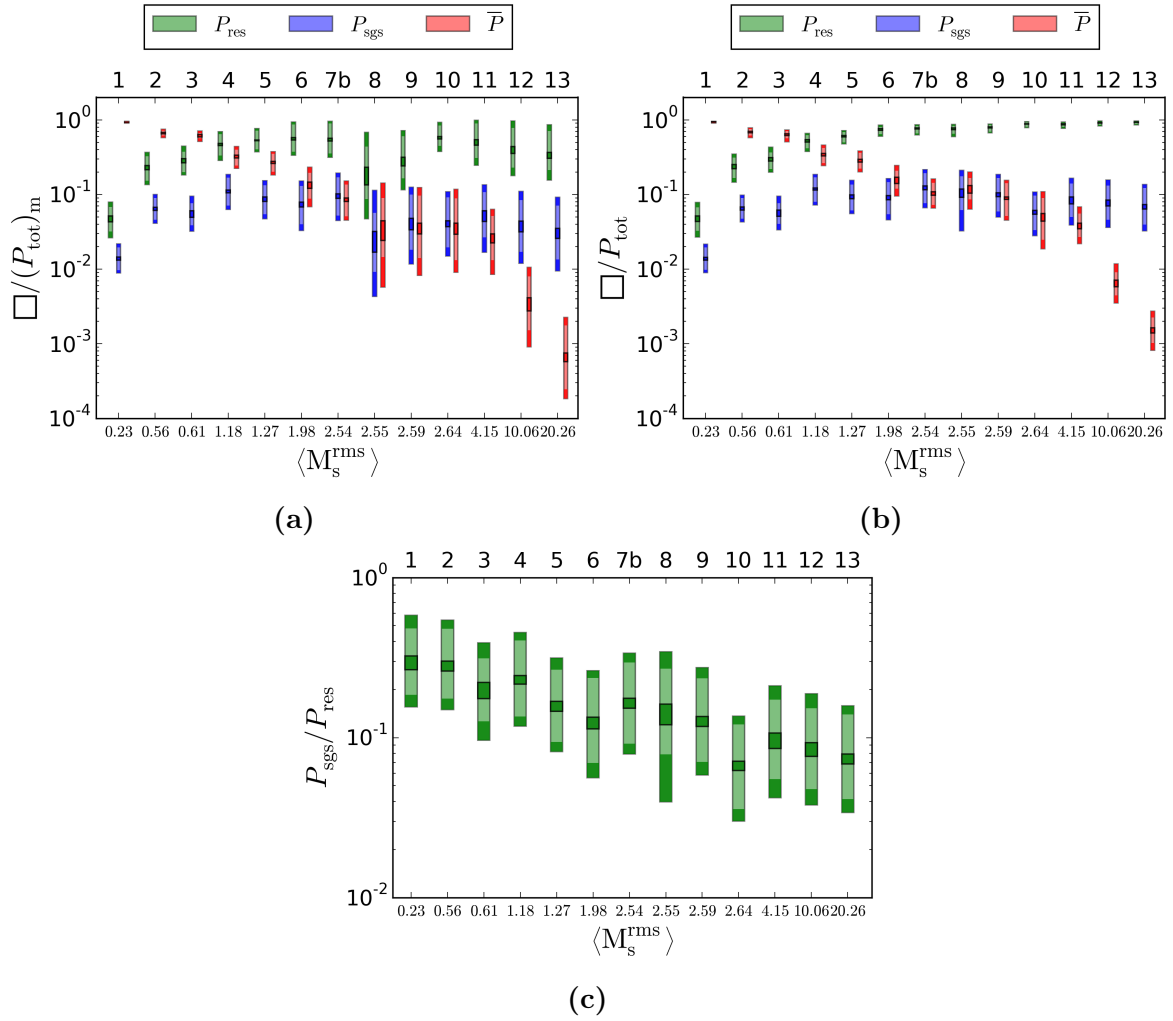 P_res P_sgs P̅
1 2 3 4 5 6 7b 8 9 10 11 12 13
10^0
10^-1
10^-2
10^-3
10^-4
□/(P_tot)_m
0.23 0.56 0.61 1.18 1.27 1.98 2.54 2.55 2.59 2.64 4.15 10.06 20.26
⟨M_s^rms⟩
(a)
P_res P_sgs P̅
1 2 3 4 5 6 7b 8 9 10 11 12 13
10^0
10^-1
10^-2
10^-3
10^-4
□/P_tot
0.23 0.56 0.61 1.18 1.27 1.98 2.54 2.55 2.59 2.64 4.15 10.06 20.26
⟨M_s^rms⟩
(b)
1 2 3 4 5 6 7b 8 9 10 11 12 13
10^0
10^-1
10^-2
P_sgs/P_res
0.23 0.56 0.61 1.18 1.27 1.98 2.54 2.55 2.59 2.64 4.15 10.06 20.26
⟨M_s^rms⟩
(c)